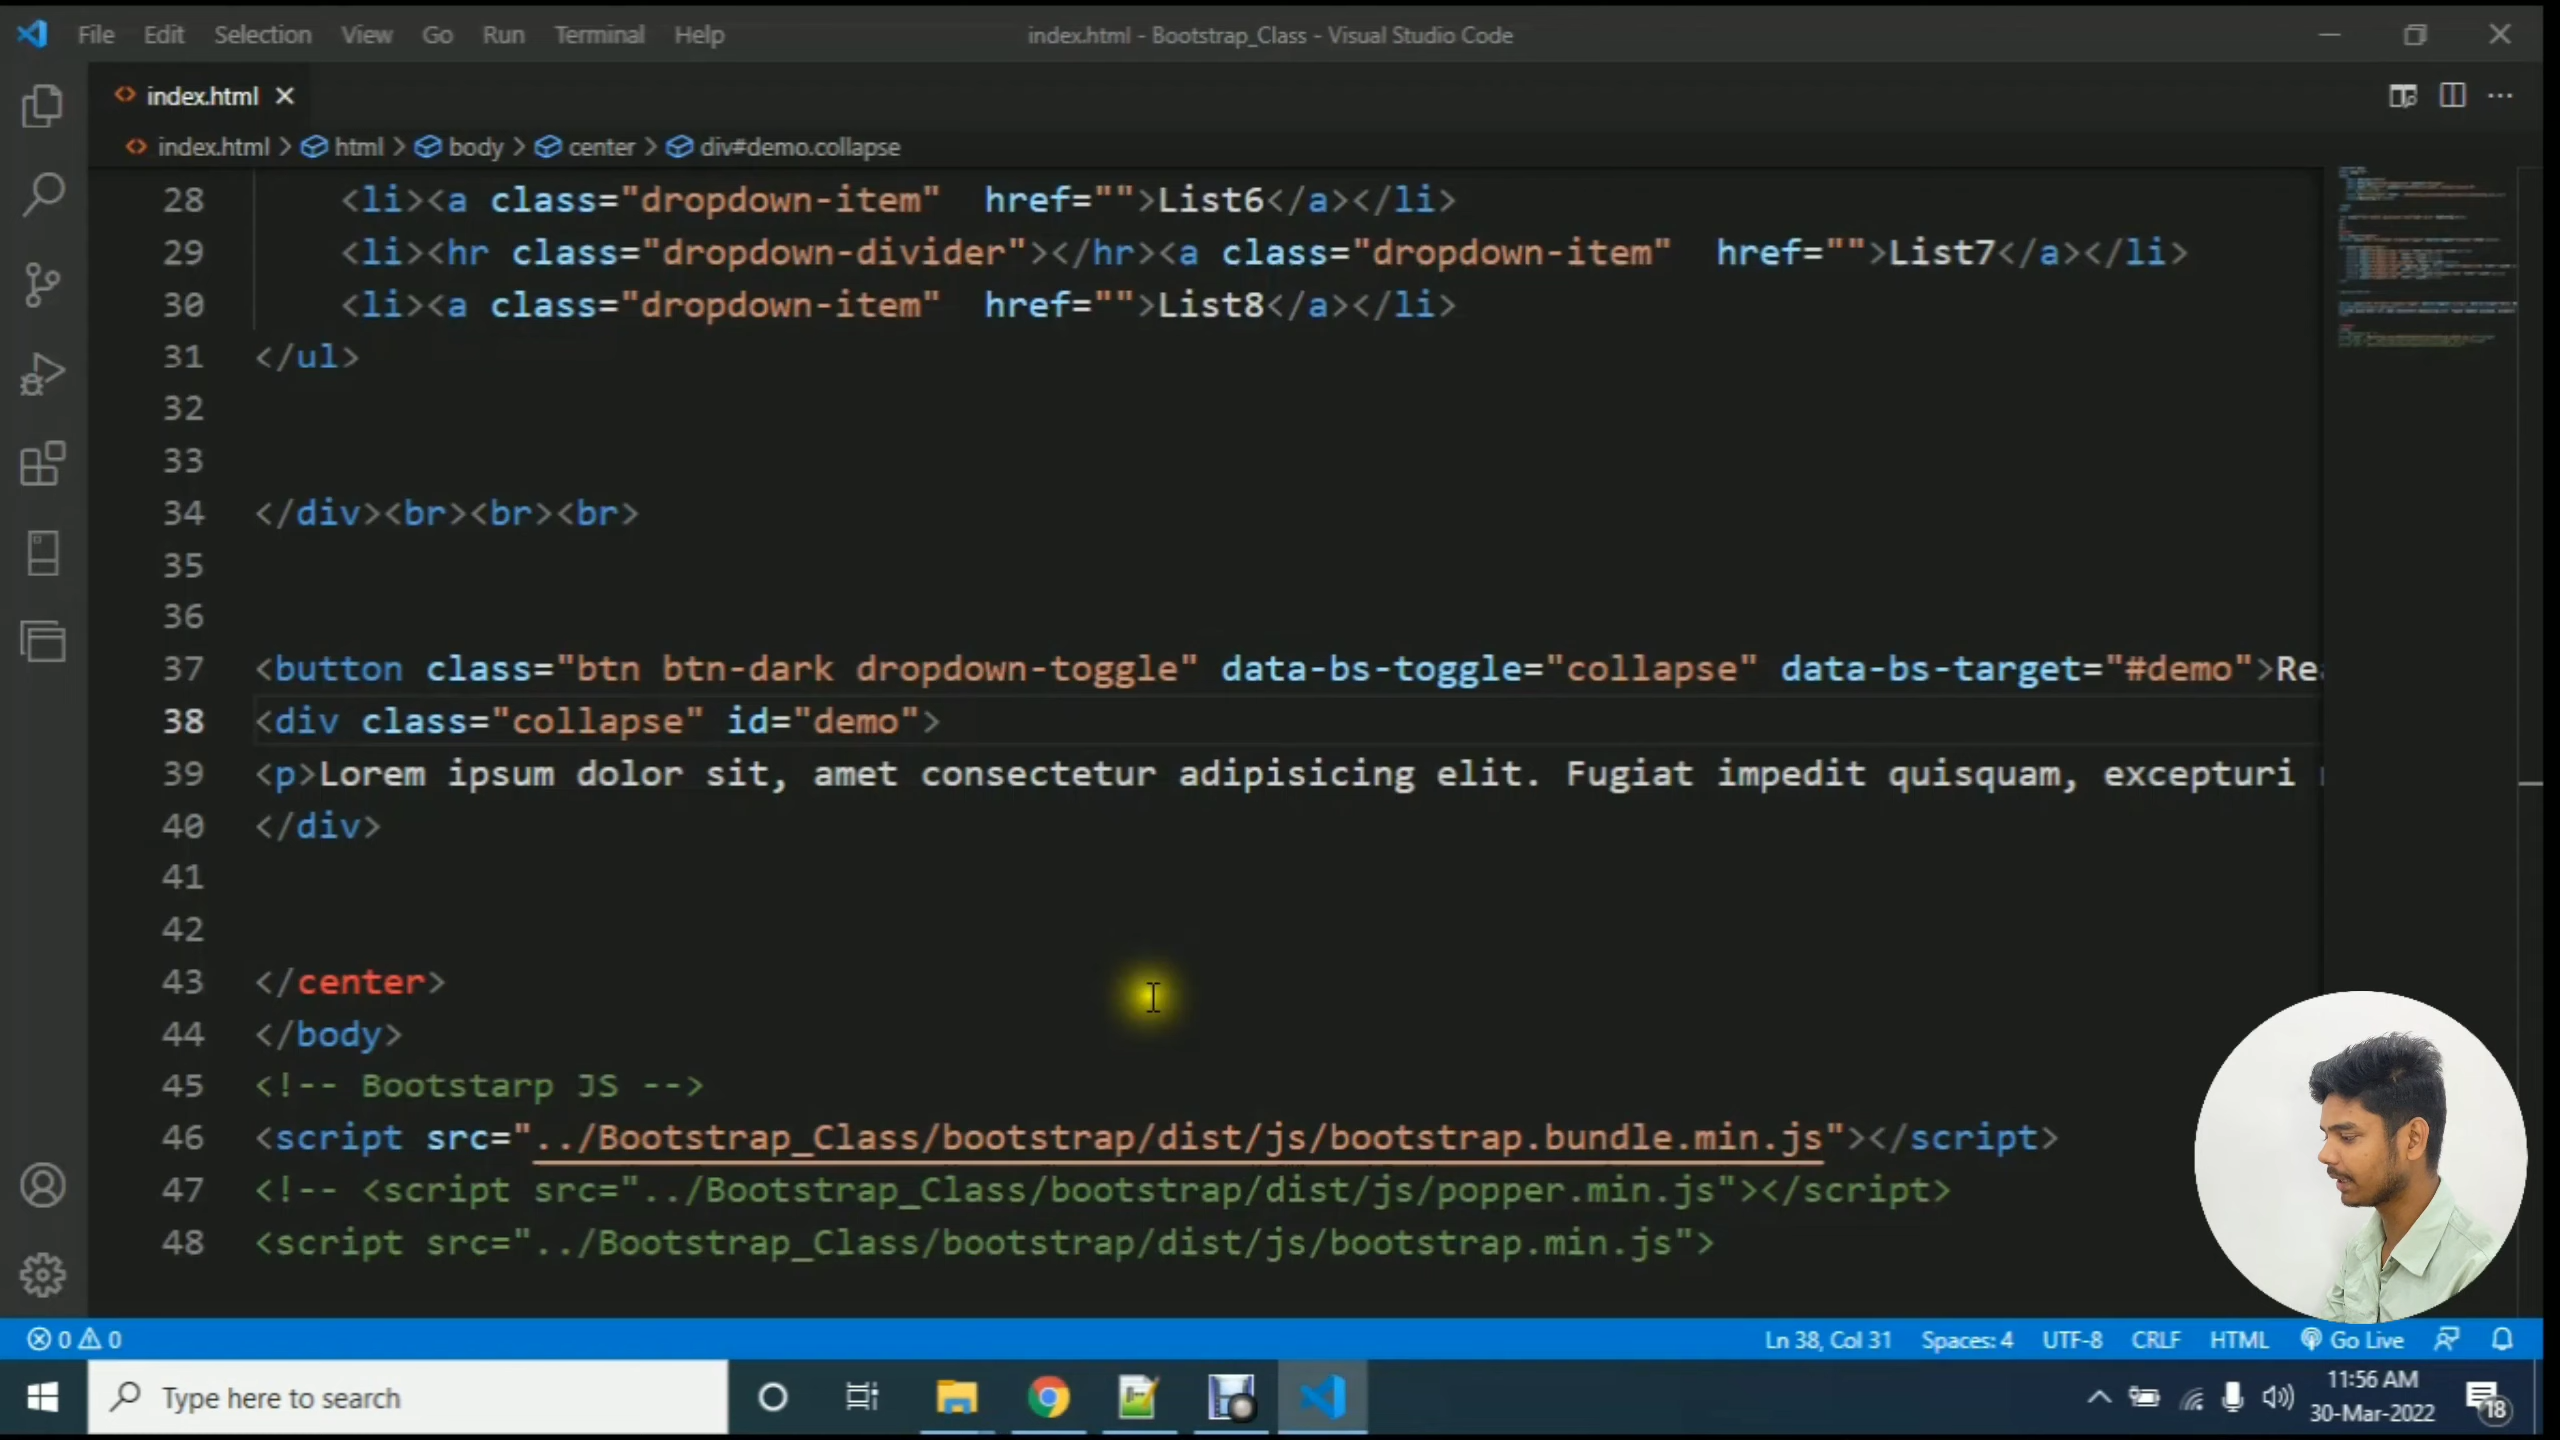 File Edit Selection View Go Run Terminal Help index.html - Bootstrap_Class - Visual Studio Code
index.html
index.html > html > body > center > div#demo.collapse
28 <li><a class="dropdown-item" href="">List6</a></li>
29 <li><hr class="dropdown-divider"></hr><a class="dropdown-item" href="">List7</a></li>
30 <li><a class="dropdown-item" href="">List8</a></li>
31 </ul>
32
33
34 </div><br><br><br>
35
36
37 <button class="btn btn-dark dropdown-toggle" data-bs-toggle="collapse" data-bs-target="#demo">Rea
38 <div class="collapse" id="demo">
39 <p>Lorem ipsum dolor sit, amet consectetur adipisicing elit. Fugiat impedit quisquam, excepturi
40 </div>
41
42
43 </center>
44 </body>
45 <!-- Bootstarp JS -->
46 <script src="../Bootstrap_Class/bootstrap/dist/js/bootstrap.bundle.min.js"></script>
47 <!-- <script src="../Bootstrap_Class/bootstrap/dist/js/popper.min.js"></script>
48 <script src="../Bootstrap_Class/bootstrap/dist/js/bootstrap.min.js">
0 0 Ln 38, Col 31 Spaces: 4 UTF-8 CRLF HTML Go Live
Type here to search
11:56 AM
30-Mar-2022
18